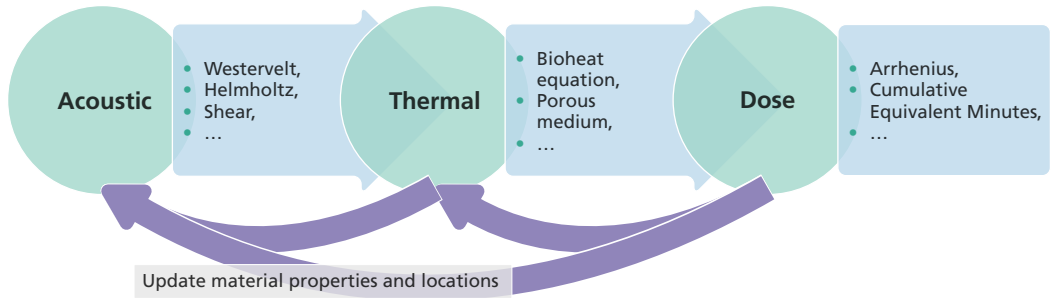 Acoustic
• Westervelt,
• Helmholtz,
• Shear,
• …
Thermal
• Bioheat
equation,
• Porous
medium,
• …
Dose
• Arrhenius,
• Cumulative
Equivalent Minutes,
• …
Update material properties and locations